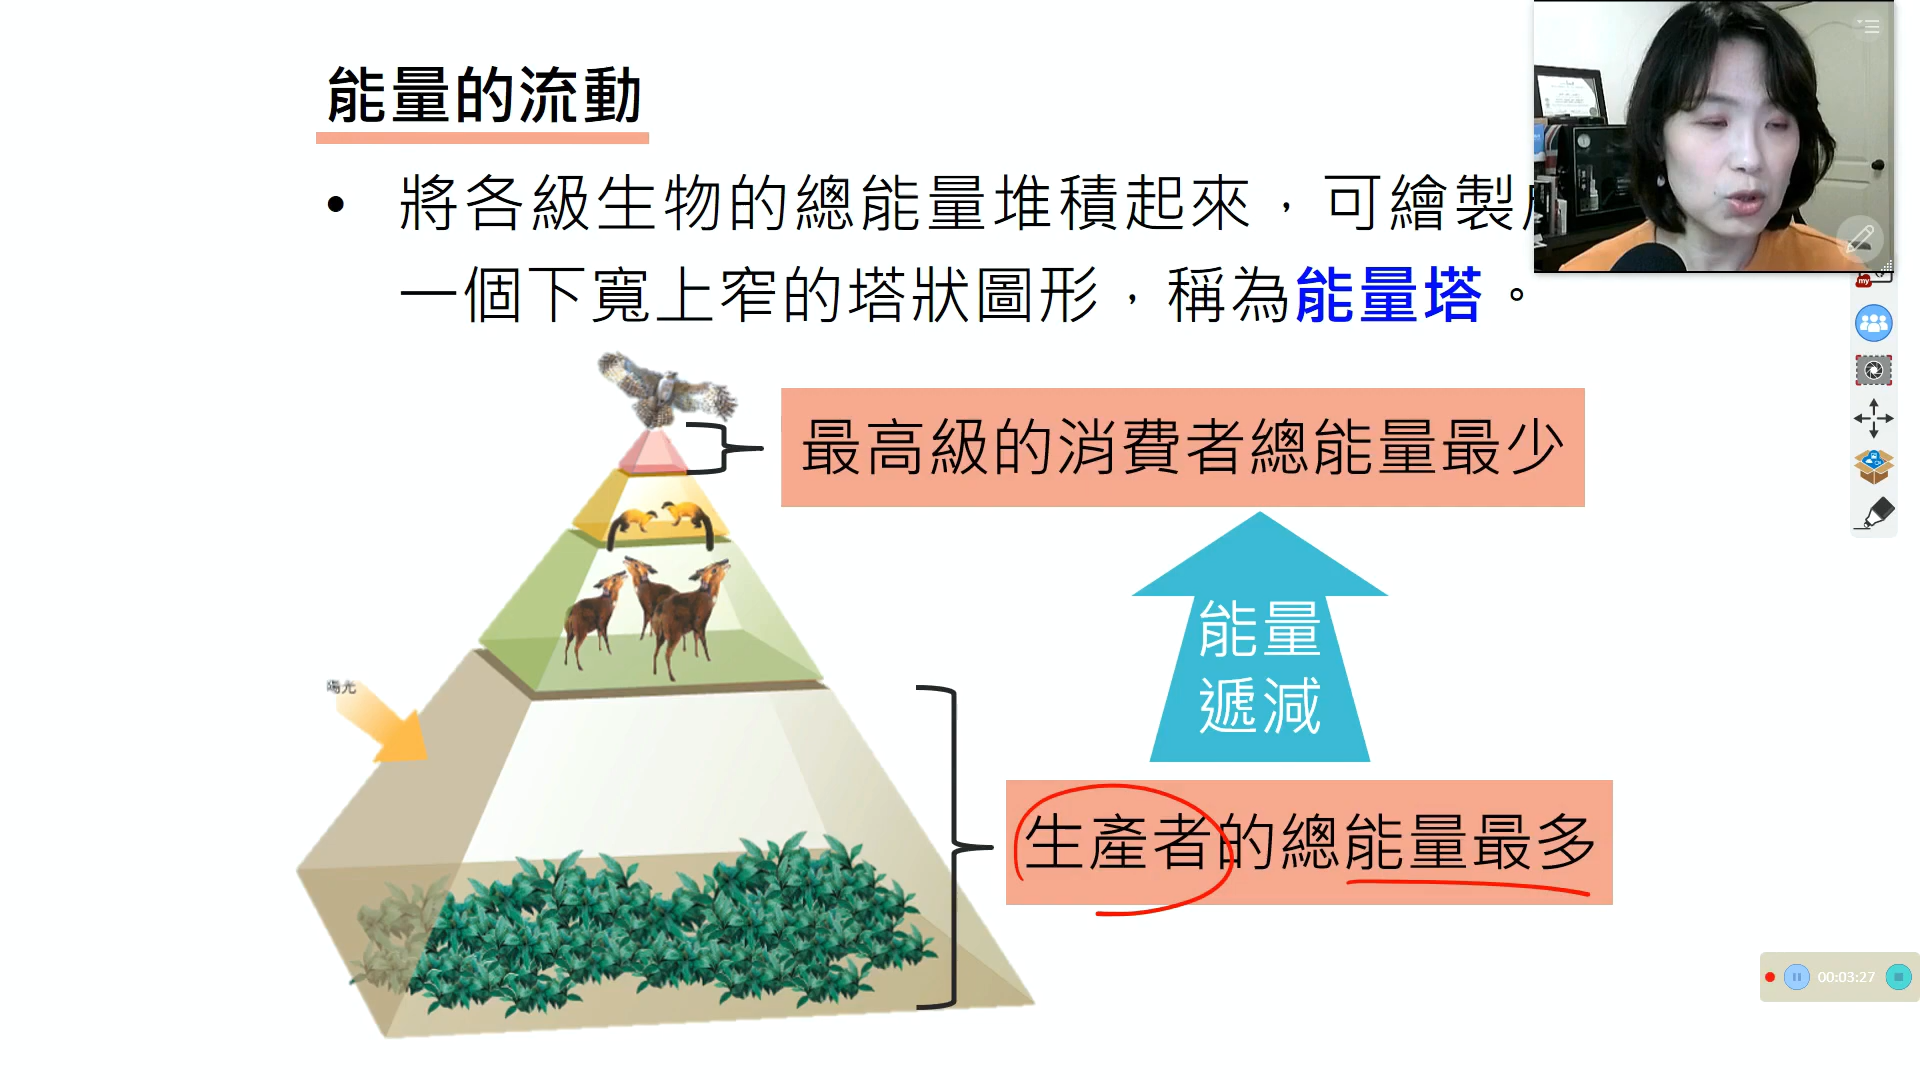 能量的流動
• 將各級生物的總能量堆積起來，可繪製
一個下寬上窄的塔狀圖形，稱為能量塔。
最高級的消費者總能量最少
能量
遞減
陽光
生產者的總能量最多
my
00:03:27